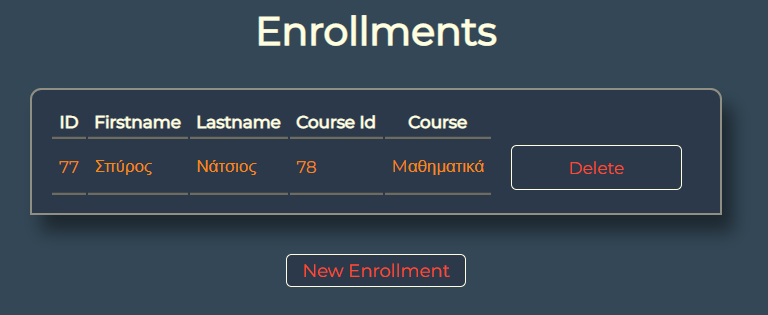 Enrollments
ID Firstname Lastname Course Id Course
77 Σπύρος Νάτσιος 78 Μαθηματικά Delete
New Enrollment